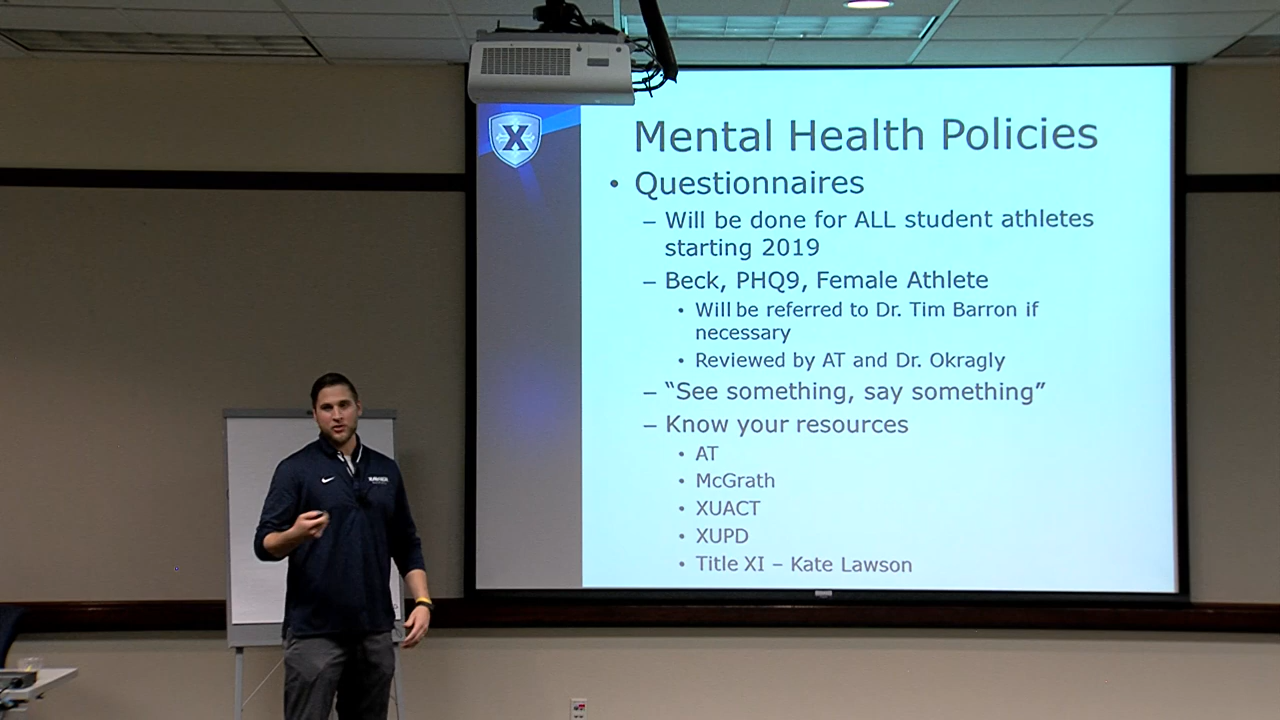 X
Mental Health Policies
• Questionnaires
– Will be done for ALL student athletes
starting 2019
– Beck, PHQ9, Female Athlete
• Will be referred to Dr. Tim Barron if
necessary
• Reviewed by AT and Dr. Okragly
– “See something, say something”
– Know your resources
• AT
• McGrath
• XUACT
• XUPD
• Title XI – Kate Lawson